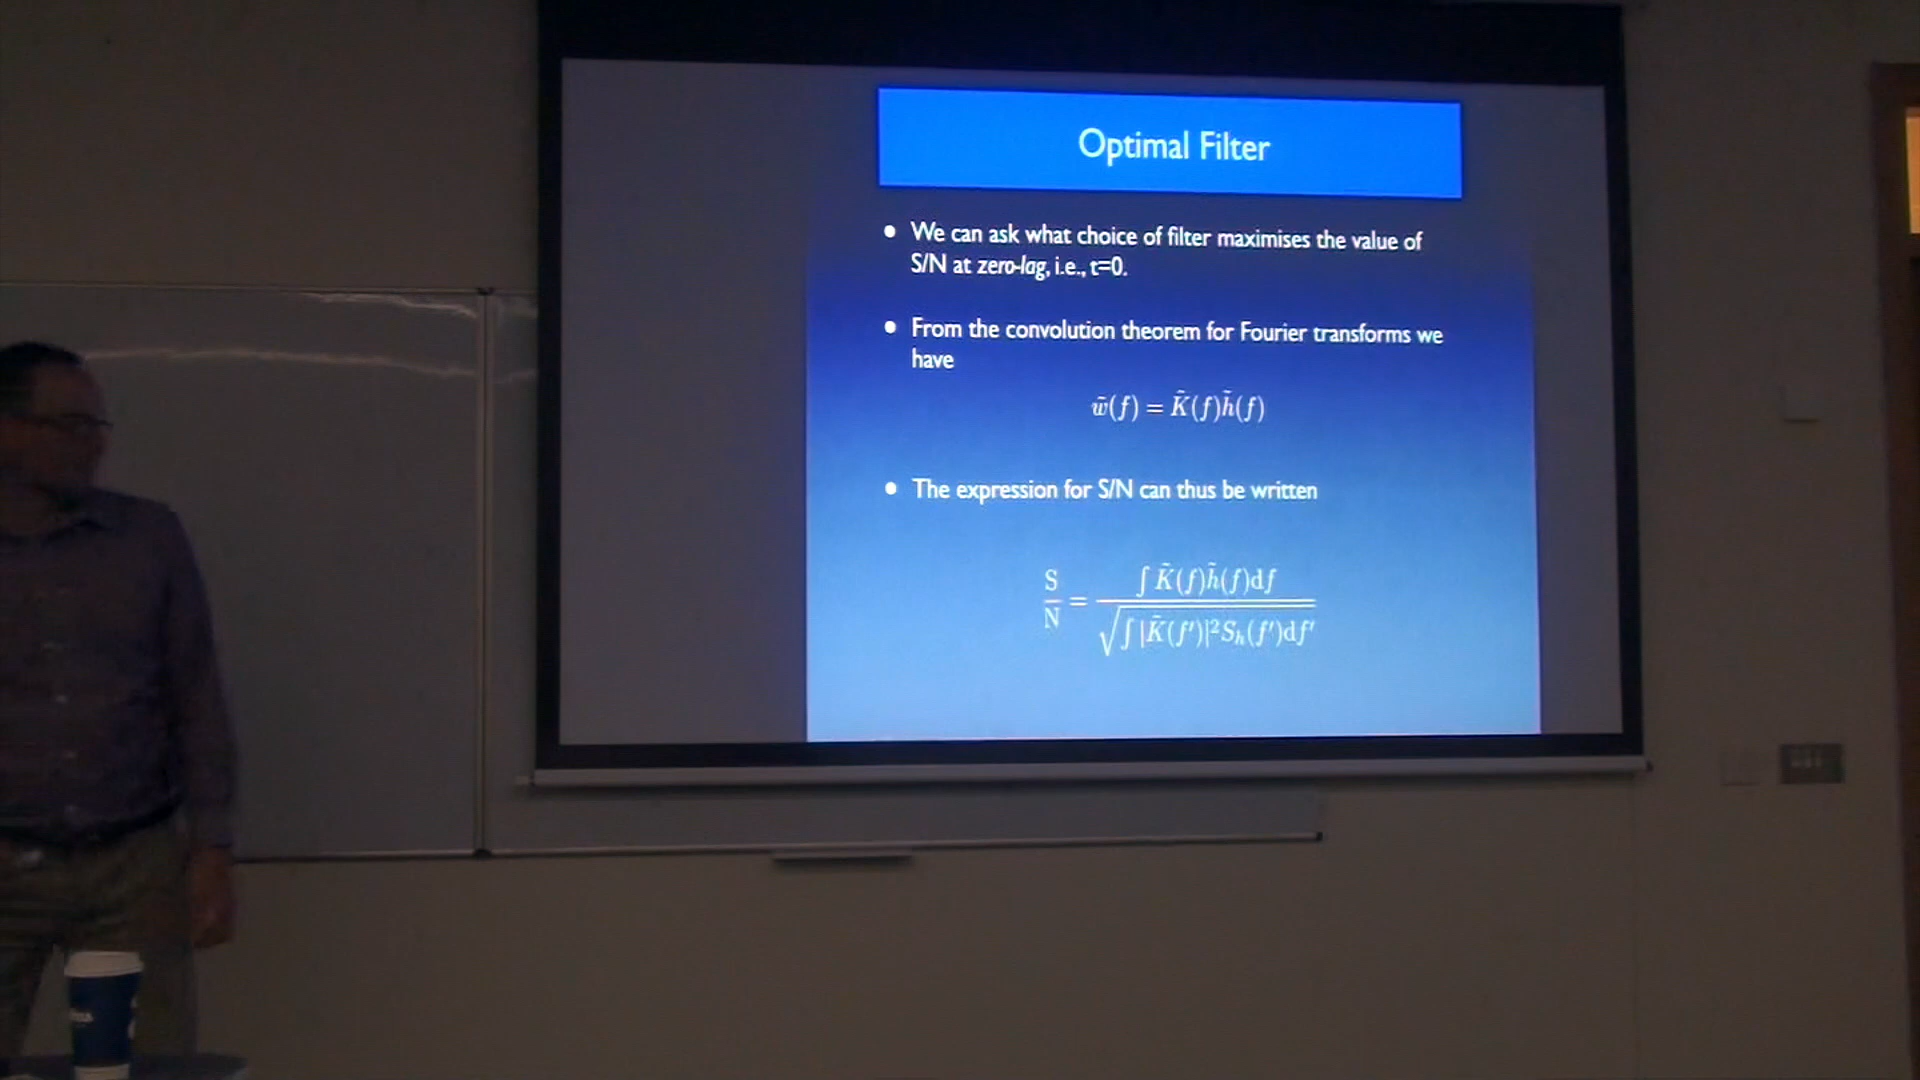 Optimal Filter
• We can ask what choice of filter maximises the value of
S/N at zero-lag, i.e., t=0.
• From the convolution theorem for Fourier transforms we
have
w̃(f) = K̃(f)h̃(f)
• The expression for S/N can thus be written
S/N = ∫ K̃(f)h̃(f)df / √∫ |K̃(f′)|²Sₕ(f′)df′